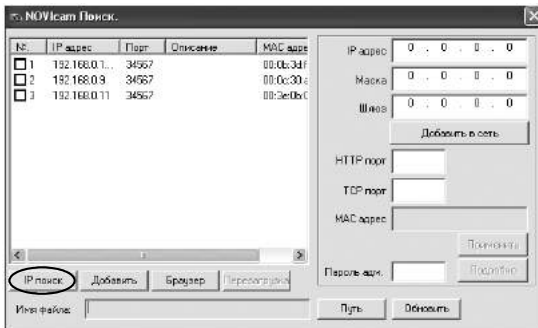 NOVIcam Поиск.
№. IP адрес Порт Описание MAC адре
1 192.168.0.1... 34567 00:0b:3d:f
2 192.168.0.9 34567 00:0c:30:a
3 192.168.0.11 34567 00:3e:0b:0
IP поиск Добавить Браузер Перезагрузка
Имя файла:
IP адрес 0 . 0 . 0 . 0
Маска 0 . 0 . 0 . 0
Шлюз 0 . 0 . 0 . 0
Добавить в сеть
HTTP порт
TCP порт
MAC адрес
Применить
Пароль адм. Подробно
Путь Обновить